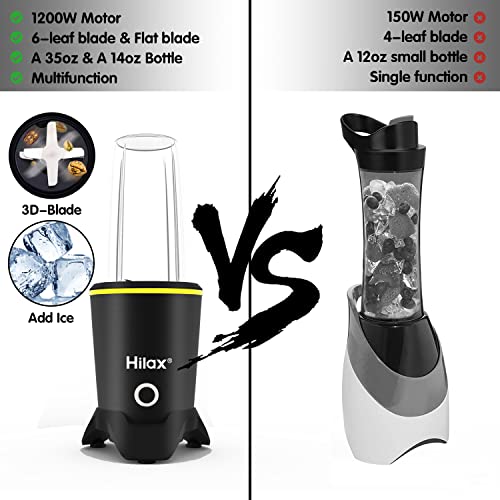 1200W Motor
6-leaf blade & Flat blade
A 35oz & A 14oz Bottle
Multifunction
150W Motor
4-leaf blade
A 12oz small bottle
Single function
3D-Blade
Add Ice
VS
Hilax®